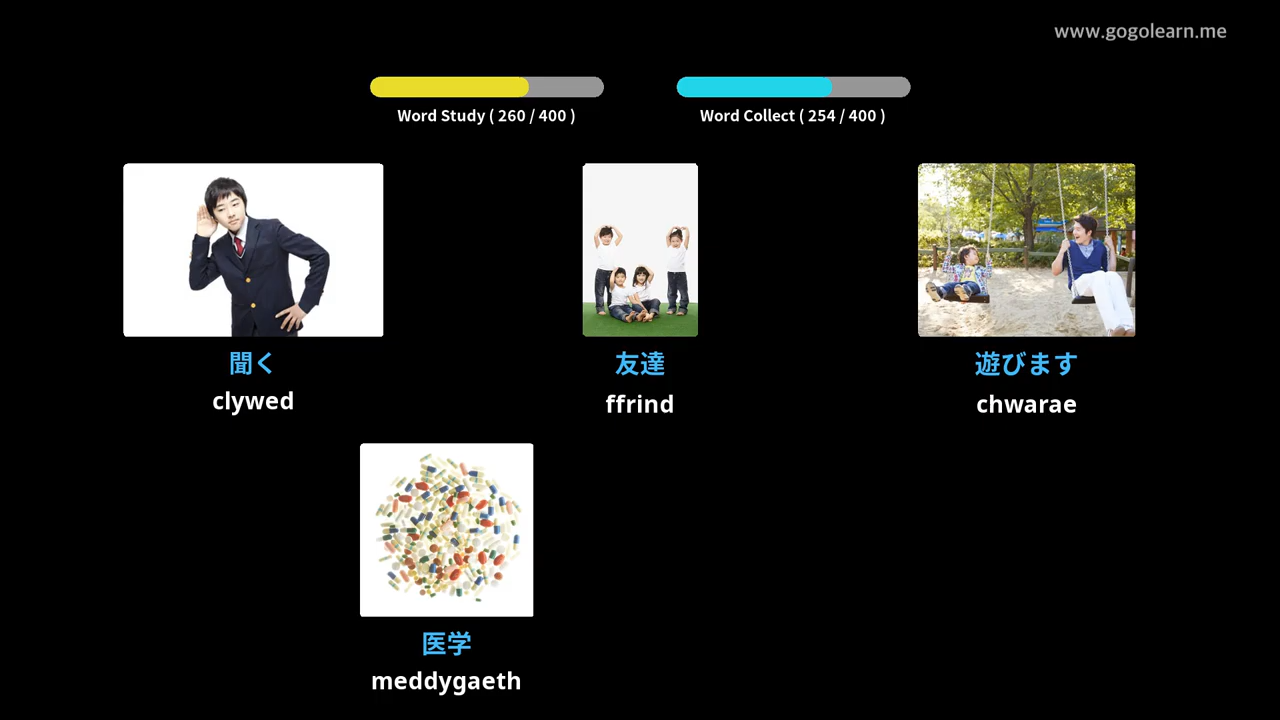 www.gogolearn.me
Word Study ( 260 / 400 )
Word Collect ( 254 / 400 )
聞く
clywed
友達
ffrind
遊びます
chwarae
医学
meddygaeth